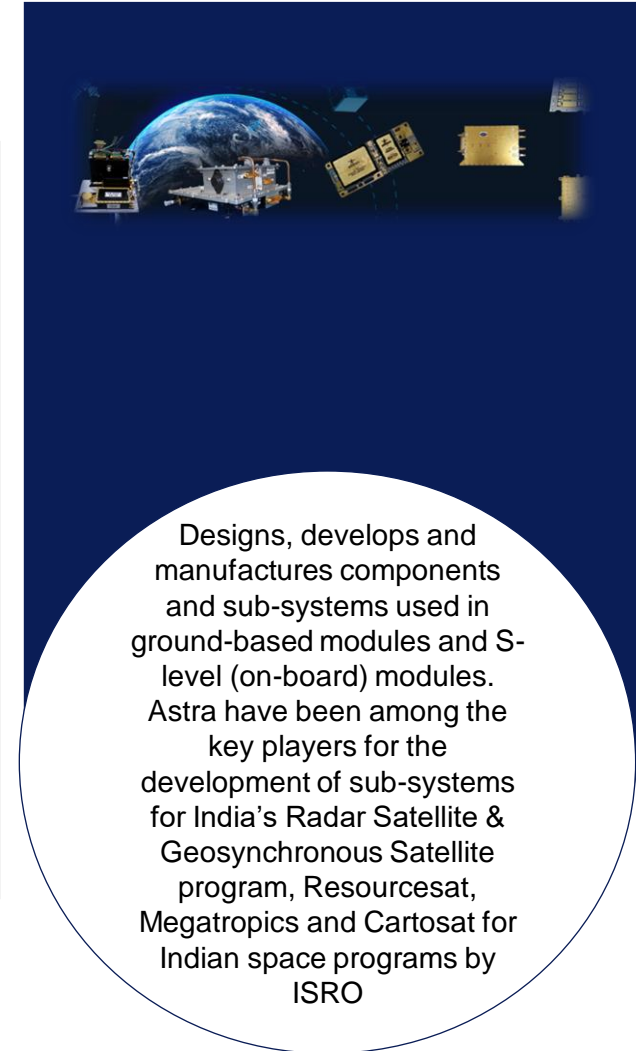 Designs, develops and
manufactures components
and sub-systems used in
ground-based modules and S-
level (on-board) modules.
Astra have been among the
key players for the
development of sub-systems
for India’s Radar Satellite &
Geosynchronous Satellite
program, Resourcesat,
Megatropics and Cartosat for
Indian space programs by
ISRO